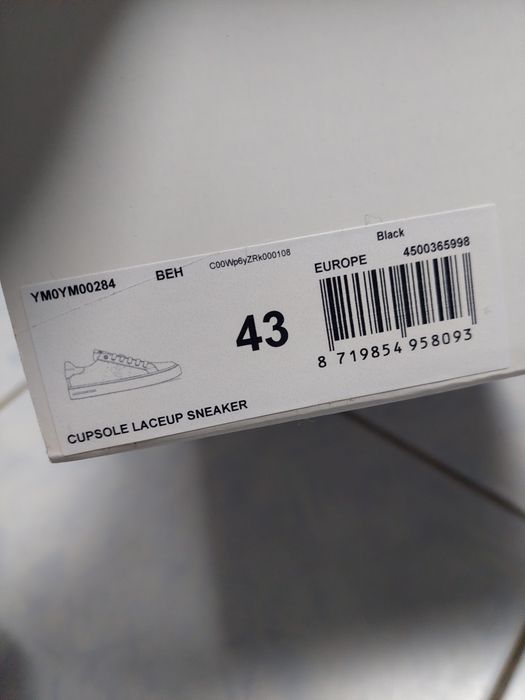 YM0YM00284 BEH C00Wp6yZRk000108 Black
EUROPE 4500365998
43
8 719854 958093
CUPSOLE LACEUP SNEAKER